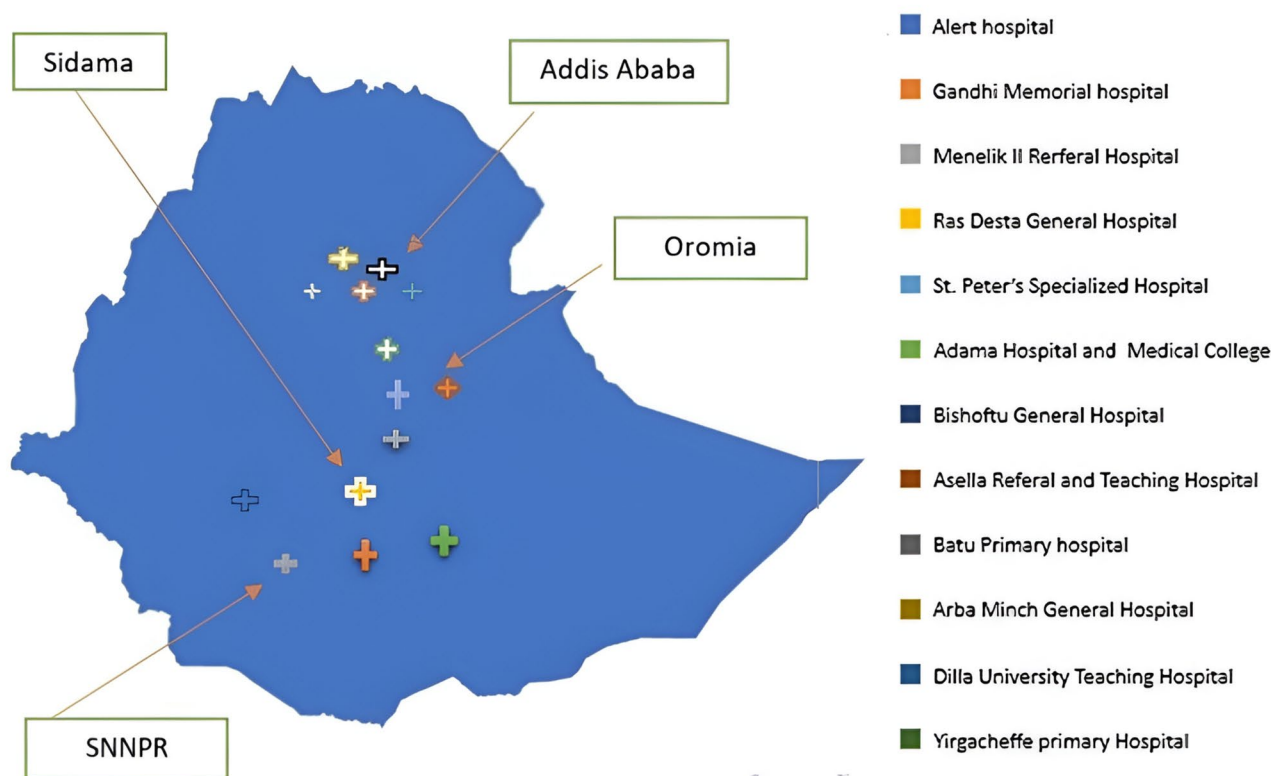 Sidama
Addis Ababa
Oromia
SNNPR
Alert hospital
Gandhi Memorial hospital
Menelik II Rerferal Hospital
Ras Desta General Hospital
St. Peter's Specialized Hospital
Adama Hospital and Medical College
Bishoftu General Hospital
Asella Referal and Teaching Hospital
Batu Primary hospital
Arba Minch General Hospital
Dilla University Teaching Hospital
Yirgacheffe primary Hospital